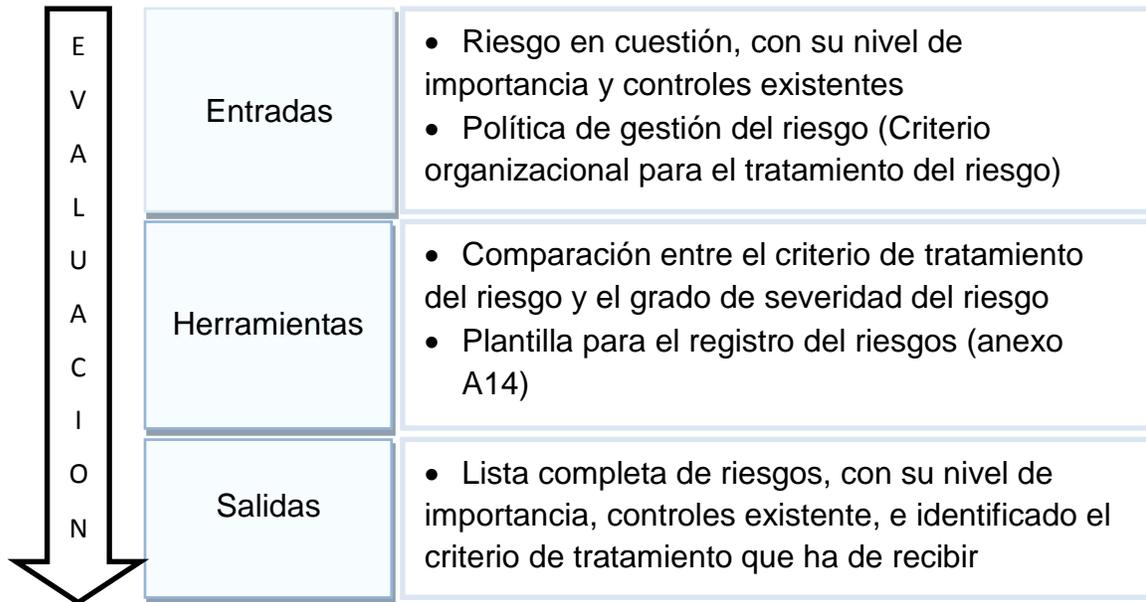 E
V
A
L
U
A
C
I
O
N
Entradas
• Riesgo en cuestión, con su nivel de
importancia y controles existentes
• Política de gestión del riesgo (Criterio
organizacional para el tratamiento del riesgo)
Herramientas
• Comparación entre el criterio de tratamiento
del riesgo y el grado de severidad del riesgo
• Plantilla para el registro del riesgos (anexo
A14)
Salidas
• Lista completa de riesgos, con su nivel de
importancia, controles existente, e identificado el
criterio de tratamiento que ha de recibir